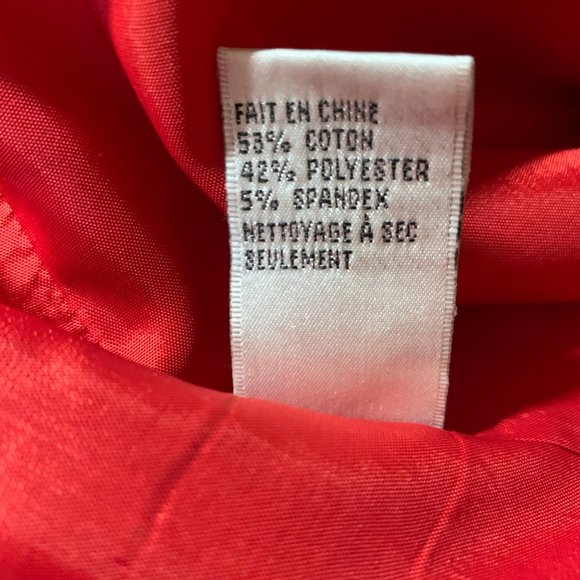 FAIT EN CHINE
53% COTON
42% POLYESTER
5% SPANDEX
NETTOYAGE À SEC
SEULEMENT